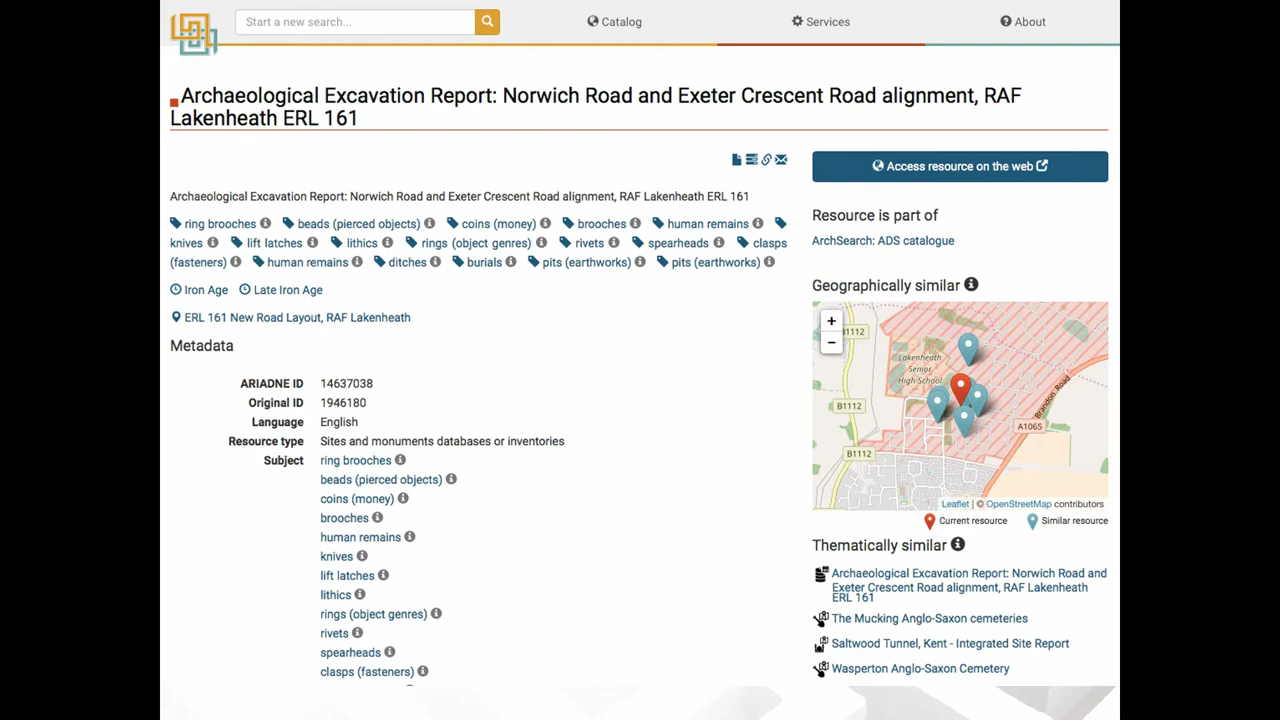 Start a new search...
Catalog
Services
About
Archaeological Excavation Report: Norwich Road and Exeter Crescent Road alignment, RAF
Lakenheath ERL 161
Access resource on the web
Archaeological Excavation Report: Norwich Road and Exeter Crescent Road alignment, RAF Lakenheath ERL 161
ring brooches beads (pierced objects) coins (money) brooches human remains
knives lift latches lithics rings (object genres) rivets spearheads clasps
(fasteners) human remains ditches burials pits (earthworks) pits (earthworks)
Iron Age Late Iron Age
ERL 161 New Road Layout, RAF Lakenheath
Metadata
ARIADNE ID 14637038
Original ID 1946180
Language English
Resource type Sites and monuments databases or inventories
Subject ring brooches
beads (pierced objects)
coins (money)
brooches
human remains
knives
lift latches
lithics
rings (object genres)
rivets
spearheads
clasps (fasteners)
Resource is part of
ArchSearch: ADS catalogue
Geographically similar
+
−
B1112
Lakenheath
Senior
High School
B1112
Brandon Road
A1065
B1112
Leaflet | © OpenStreetMap contributors
Current resource Similar resource
Thematically similar
Archaeological Excavation Report: Norwich Road and
Exeter Crescent Road alignment, RAF Lakenheath
ERL 161
The Mucking Anglo-Saxon cemeteries
Saltwood Tunnel, Kent - Integrated Site Report
Wasperton Anglo-Saxon Cemetery